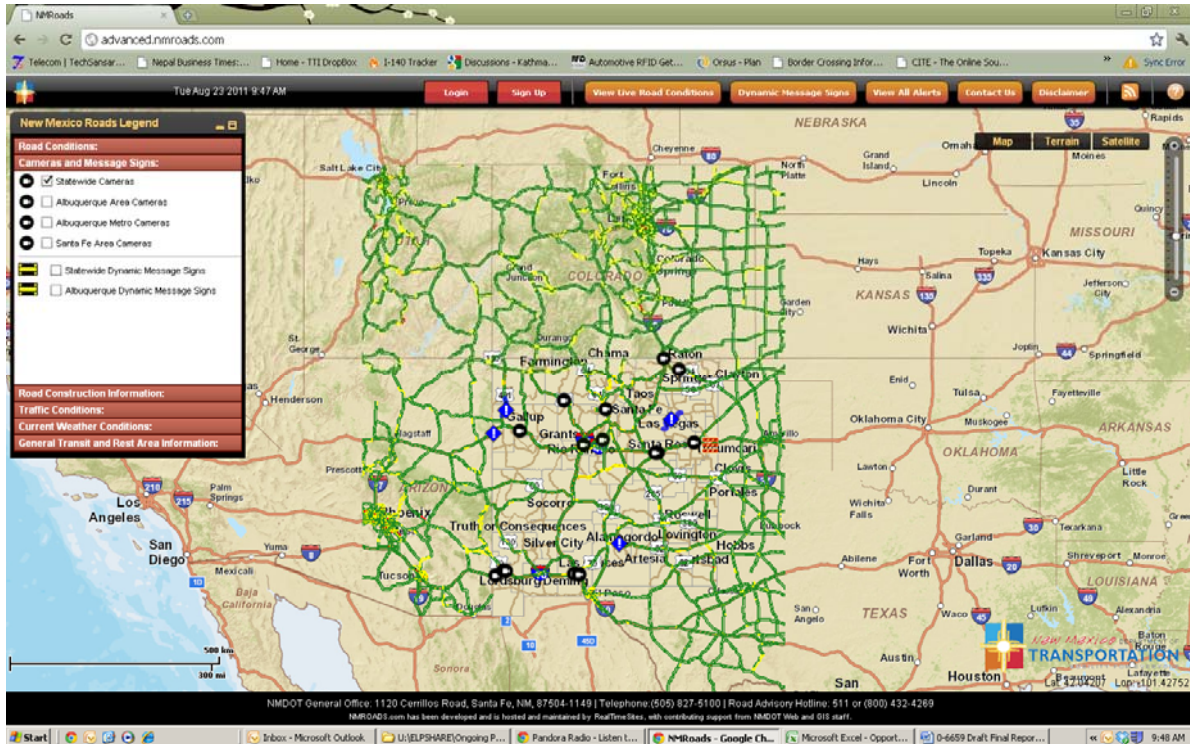 NMRoads
advanced.nmroads.com
Telecom | TechSansar...
Nepal Business Times:...
Home - TTI DropBox
I-140 Tracker
Discussions - Kathma...
Automotive RFID Get...
Orsus - Plan
Border Crossing Infor...
CITE - The Online Sou...
»
Sync Error
Tue Aug 23 2011 9:47 AM
Login
Sign Up
View Live Road Conditions
Dynamic Message Signs
View All Alerts
Contact Us
Disclaimer
New Mexico Roads Legend
Road Conditions:
Cameras and Message Signs:
Statewide Cameras
Albuquerque Area Cameras
Albuquerque Metro Cameras
Santa Fe Area Cameras
Statewide Dynamic Message Signs
Albuquerque Dynamic Message Signs
Road Construction Information:
Traffic Conditions:
Current Weather Conditions:
General Transit and Rest Area Information:
Map
Terrain
Satellite
NEBRASKA
Rapids
Cheyenne
North Platte
Grand Island
Lincoln
Moines
Salt Lake City
Provo
Fort Collins
Quincy
MISSOURI
Topeka
Kansas City
Hays
Salina
Jefferson City
Grand Junction
COLORADO
Colorado Springs
KANSAS
Garden City
Wichita
St. George
Durango
Joplin
Springfield
Farmington
Chama
Raton
Springer
Clayton
Taos
Enid
Tulsa
Fayetteville
Henderson
Gallup
Santa Fe
Las Vegas
Oklahoma City
Muskogee
ARKANSAS
Flagstaff
Grants
Rio Rancho
Santa Rosa
Amarillo
OKLAHOMA
Prescott
Clovis
Lawton
Durant
Little Rock
Los Angeles
Palm Springs
ARIZONA
Phoenix
Socorro
Portales
Roswell
Wichita Falls
Texarkana
San Diego
Yuma
Mexicali
Truth or Consequences
Silver City
Alamogordo
Lovington
Artesia
Hobbs
Lubbock
Garland
Abilene
Fort Worth
Dallas
Shreveport
Monroe
Tucson
Lordsburg
Deming
El Paso
LOUISIANA
Baja California
Douglas
San Angelo
TEXAS
Waco
Lufkin
Alexandria
Sonora
Austin
Baton Rouge
New Mexico DEPARTMENT OF
TRANSPORTATION
500 km
300 mi
San
Houston
Beaumont
Lafayette
NMDOT General Office: 1120 Cerrillos Road, Santa Fe, NM, 87504-1149 | Telephone:(505) 827-5100 | Road Advisory Hotline: 511 or (800) 432-4269
NMROADS.com has been developed and is hosted and maintained by RealTimeSites, with contributing support from NMDOT Web and GIS staff.
Start
Inbox - Microsoft Outlook
U:\ELPSHARE\Ongoing P...
Pandora Radio - Listen t...
NMRoads - Google Ch...
Microsoft Excel - Opport...
0-6659 Draft Final Repor...
9:48 AM